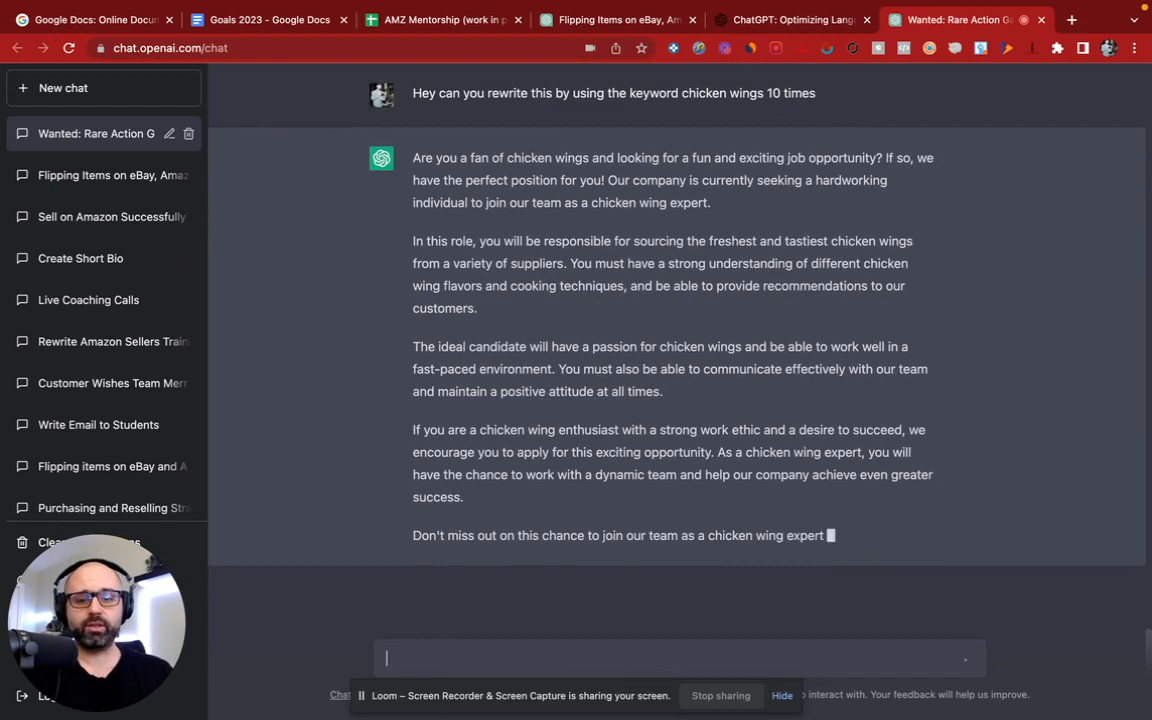 Google Docs: Online Docun
Goals 2023 - Google Docs
AMZ Mentorship (work in p
Flipping Items on eBay, Am
ChatGPT: Optimizing Lang
Wanted: Rare Action Ga
chat.openai.com/chat
New chat
Wanted: Rare Action G
Flipping Items on eBay, Amaz
Sell on Amazon Successfully
Create Short Bio
Live Coaching Calls
Rewrite Amazon Sellers Train
Customer Wishes Team Merr
Write Email to Students
Flipping items on eBay and A
Purchasing and Reselling Stra
Hey can you rewrite this by using the keyword chicken wings 10 times
Are you a fan of chicken wings and looking for a fun and exciting job opportunity? If so, we
have the perfect position for you! Our company is currently seeking a hardworking
individual to join our team as a chicken wing expert.
In this role, you will be responsible for sourcing the freshest and tastiest chicken wings
from a variety of suppliers. You must have a strong understanding of different chicken
wing flavors and cooking techniques, and be able to provide recommendations to our
customers.
The ideal candidate will have a passion for chicken wings and be able to work well in a
fast-paced environment. You must also be able to communicate effectively with our team
and maintain a positive attitude at all times.
If you are a chicken wing enthusiast with a strong work ethic and a desire to succeed, we
encourage you to apply for this exciting opportunity. As a chicken wing expert, you will
have the chance to work with a dynamic team and help our company achieve even greater
success.
Don't miss out on this chance to join our team as a chicken wing expert
Loom – Screen Recorder & Screen Capture is sharing your screen.
Stop sharing
Hide
to interact with. Your feedback will help us improve.